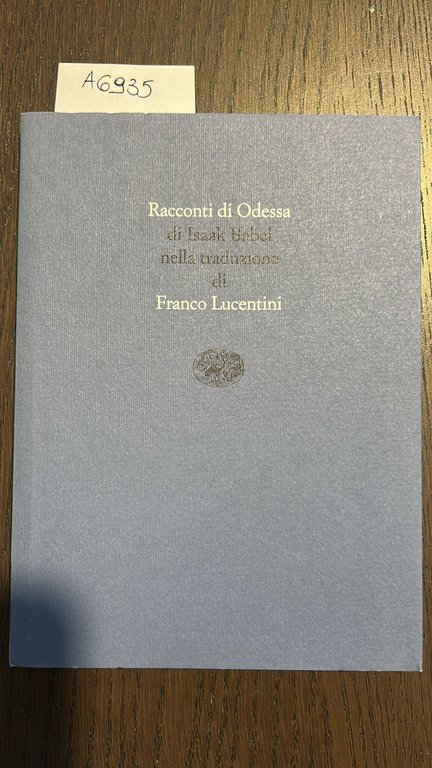 A6935
Racconti di Odessa
di Isaak Babel
nella traduzione
di
Franco Lucentini